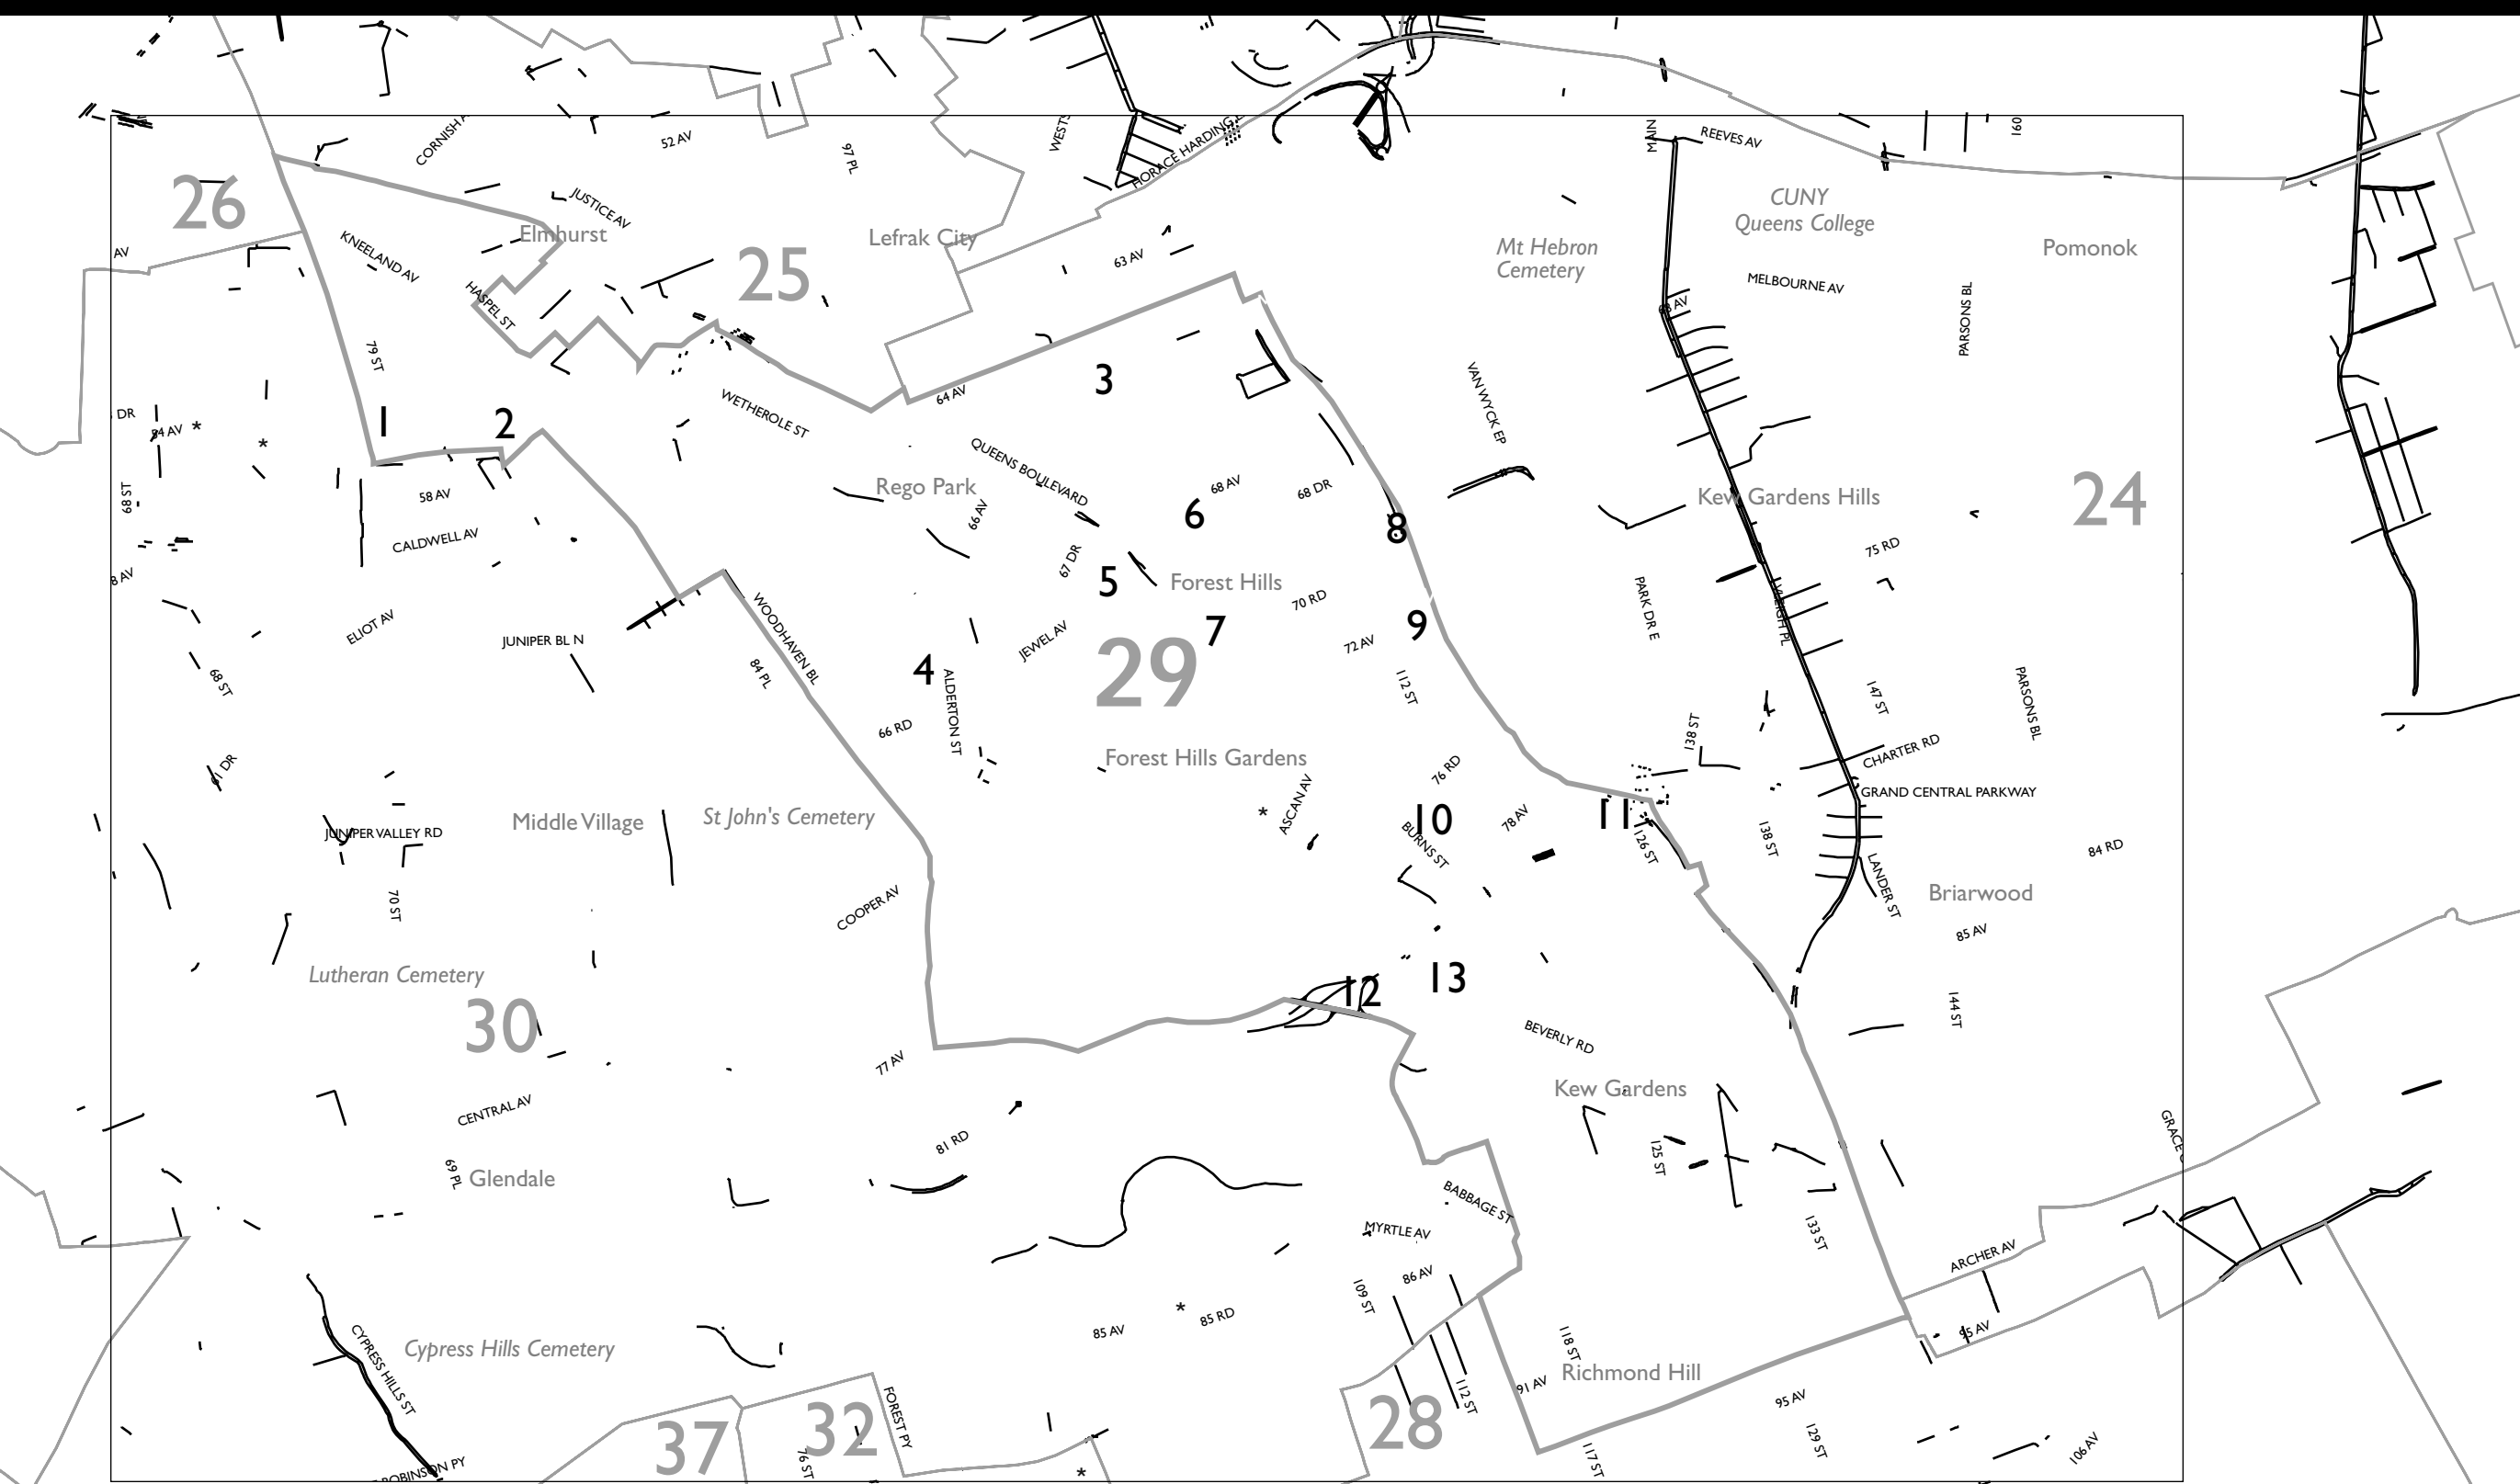 CORNISH A
52 AV
97 PL
WESTS
HORACE HARDING E
MAIN
REEVES AV
160
26
JUSTICE AV
Elmhurst
Lefrak City
CUNY
Queens College
Mt Hebron
Cemetery
Pomonok
AV
KNEELAND AV
HASPEL ST
25
63 AV
MELBOURNE AV
PARSONS BL
79 ST
3
64 AV
WETHEROLE ST
VAN WYCK EP
DR
1
2
QUEENS BOULEVARD
Rego Park
68 AV
68 DR
66 AV
6
8
Kew Gardens Hills
24
68 ST
58 AV
CALDWELL AV
67 DR
5
Forest Hills
75 RD
8 AV
70 RD
PARK DR E
ELIOT AV
JUNIPER BL N
WOODHAVEN BL
84 PL
JEWEL AV
7
9
72 AV
29
4
ALDERTON ST
112 ST
68 ST
66 RD
147 ST
PARSONS BL
138 ST
CHARTER RD
Forest Hills Gardens
76 RD
ASCAN AV
GRAND CENTRAL PARKWAY
Middle Village
St John's Cemetery
JUNIPER VALLEY RD
10
BURNS ST
78 AV
11
126 ST
138 ST
84 RD
LANDER ST
Briarwood
70 ST
COOPER AV
85 AV
Lutheran Cemetery
30
12
13
144 ST
BEVERLY RD
77 AV
Kew Gardens
CENTRAL AV
81 RD
125 ST
GRACE C
69 PL
Glendale
BABBAGE ST
MYRTLE AV
133 ST
86 AV
109 ST
ARCHER AV
85 AV
85 RD
95 AV
CYPRESS HILLS ST
Cypress Hills Cemetery
118 ST
Richmond Hill
91 AV
112 ST
95 AV
FOREST PY
28
32
37
76 ST
117 ST
129 ST
106 AV
ROBINSON PY